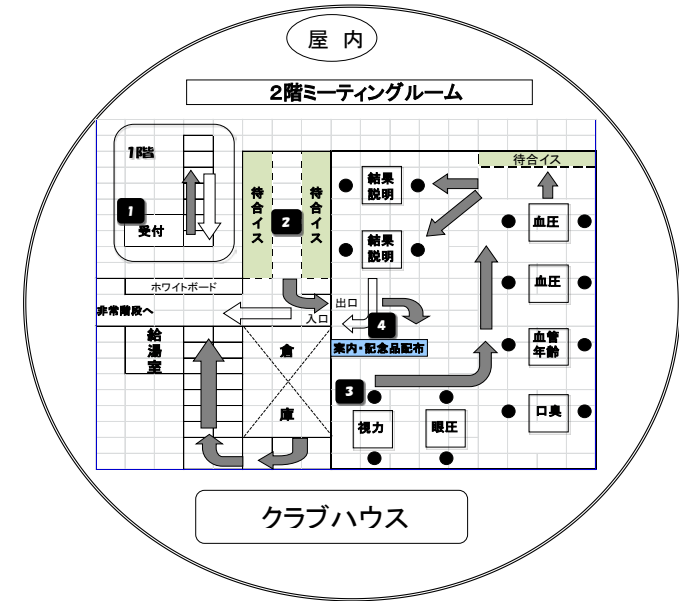 屋 内
２階ミーティングルーム
1階
1
受付
待合イス
2
待合イス
待合イス
結果
説明
結果
説明
血圧
血圧
血管
年齢
口臭
ホワイトボード
非常階段へ
出口
入口
4
案内・記念品配布
給湯室
倉
庫
3
視力
眼圧
クラブハウス